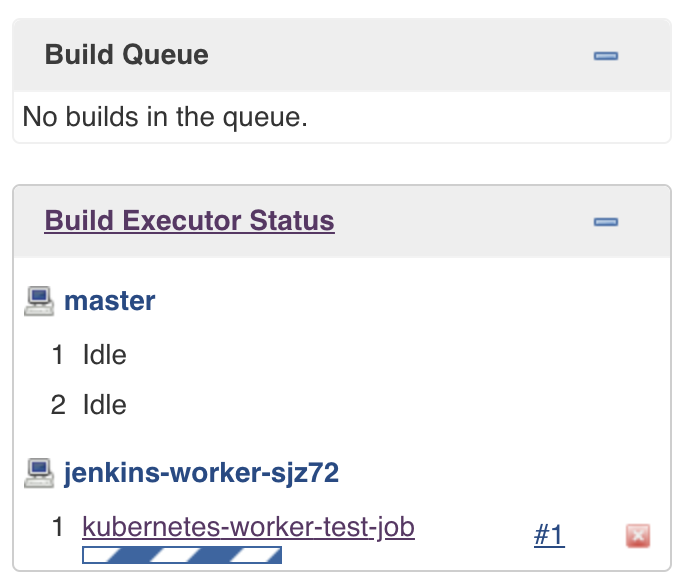 Build Queue
No builds in the queue.
Build Executor Status
master
1 Idle
2 Idle
jenkins-worker-sjz72
1 kubernetes-worker-test-job #1